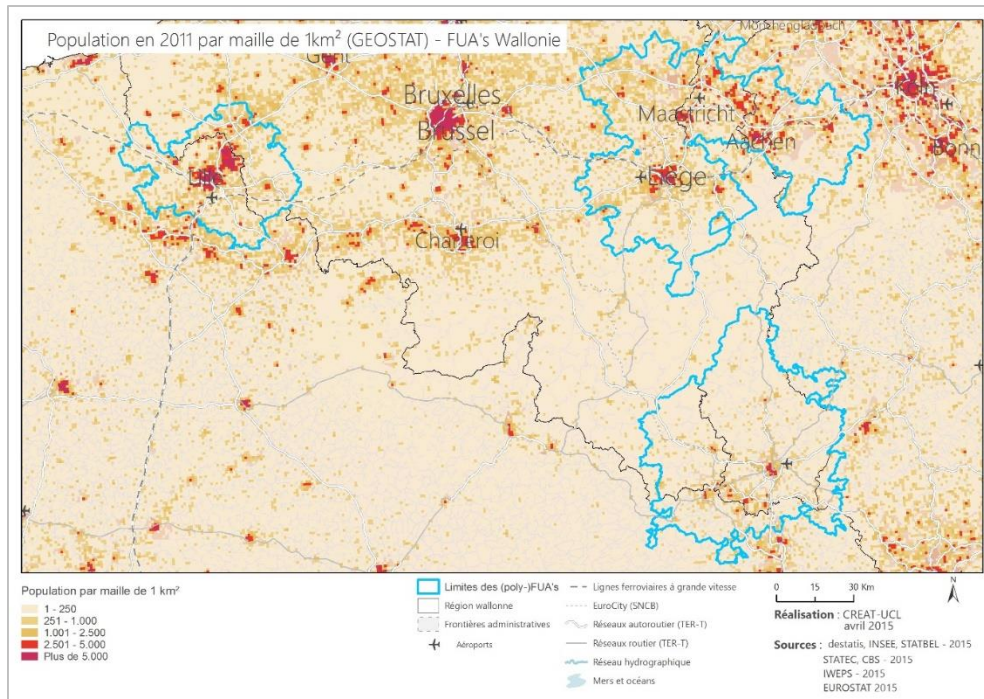 Population en 2011 par maille de 1km² (GEOSTAT) - FUA's Wallonie
Mönchengladbach
Gent
Bruxelles
Brussel
Köln
Maastricht
Aachen
Bonn
Lille
Liège
Charleroi
Population par maille de 1 km²
1 - 250
251 - 1.000
1.001 - 2.500
2.501 - 5.000
Plus de 5.000
Limites des (poly-)FUA's
Région wallonne
Frontières administratives
Aéroports
Lignes ferroviaires à grande vitesse
EuroCity (SNCB)
Réseaux autoroutier (TER-T)
Réseaux routier (TER-T)
Réseau hydrographique
Mers et océans
0 15 30 Km
N
Réalisation : CREAT-UCL
avril 2015
Sources : destatis, INSEE, STATBEL - 2015
STATEC, CBS - 2015
IWEPS - 2015
EUROSTAT 2015